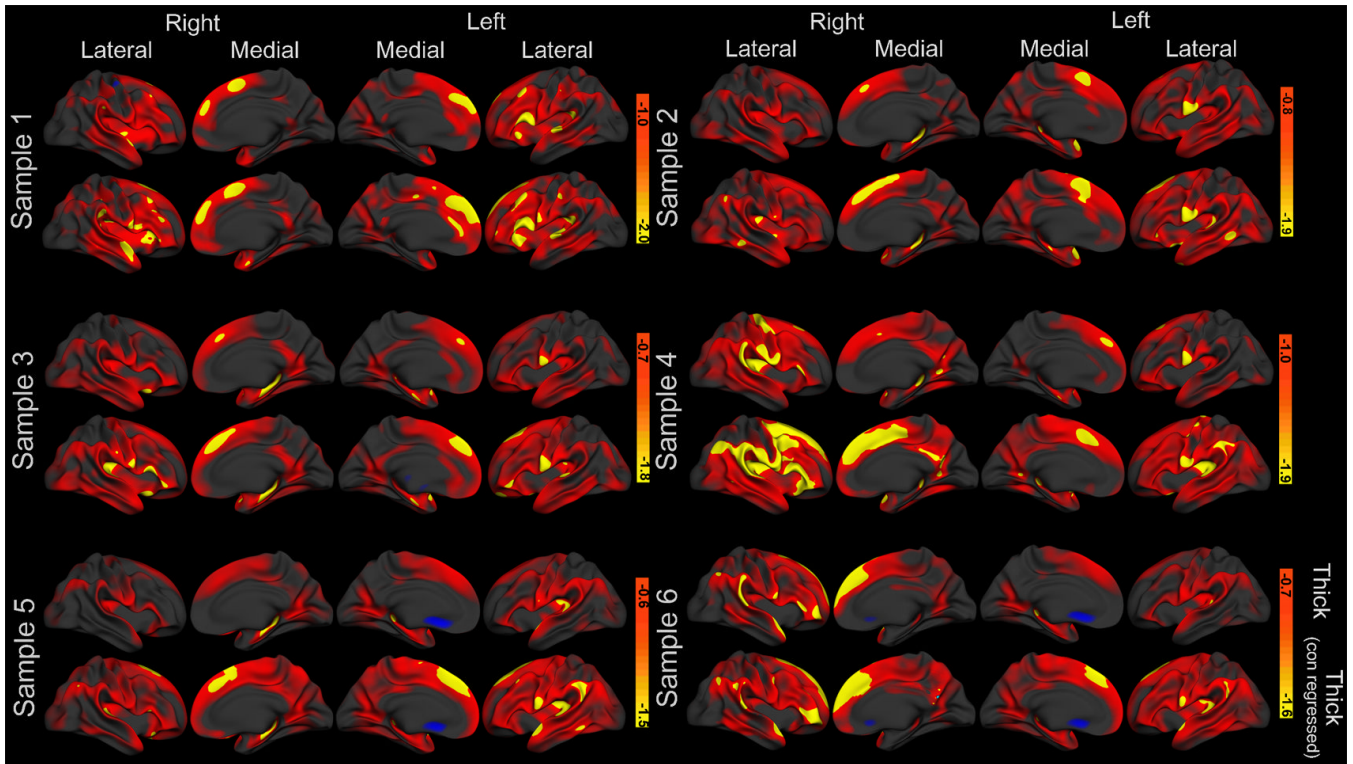 Right Left
Lateral Medial Medial Lateral
Sample 1
-1.0
-2.0
Right Left
Lateral Medial Medial Lateral
Sample 2
-0.8
-1.9
Sample 3
-0.7
-1.8
Sample 4
-1.0
-1.9
Sample 5
-0.6
-1.5
Sample 6
-0.7
-1.6
Thick
Thick
(con regressed)